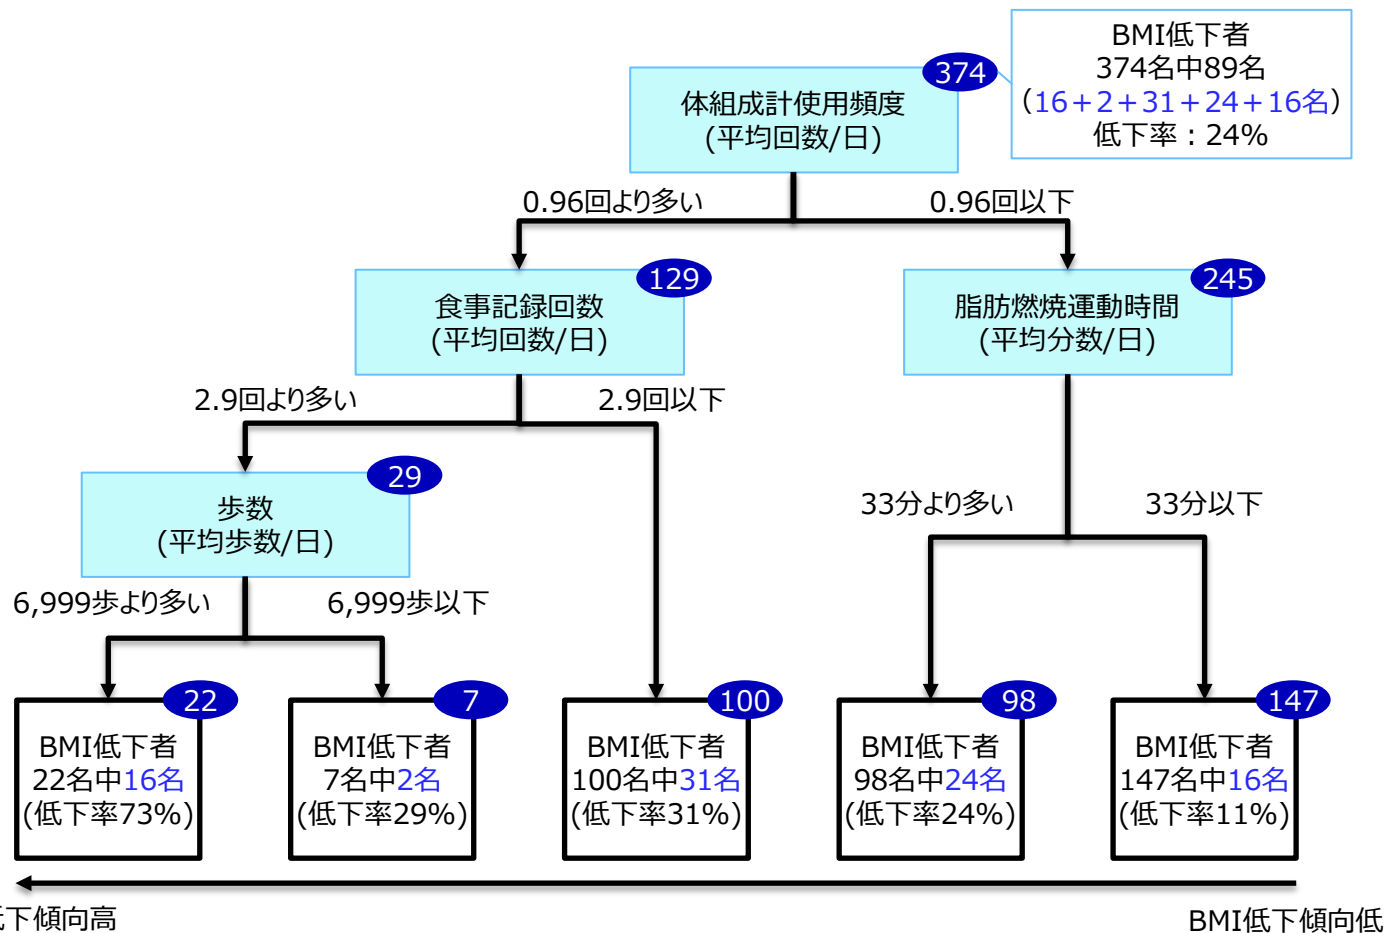 374
BMI低下者
374名中89名
(16+2+31+24+16名)
低下率：24%
体組成計使用頻度
(平均回数/日)
0.96回より多い
0.96回以下
129
食事記録回数
(平均回数/日)
245
脂肪燃焼運動時間
(平均分数/日)
2.9回より多い
2.9回以下
29
歩数
(平均歩数/日)
33分より多い
33分以下
6,999歩より多い
6,999歩以下
22
BMI低下者
22名中16名
(低下率73%)
7
BMI低下者
7名中2名
(低下率29%)
100
BMI低下者
100名中31名
(低下率31%)
98
BMI低下者
98名中24名
(低下率24%)
147
BMI低下者
147名中16名
(低下率11%)
下傾向高
BMI低下傾向低